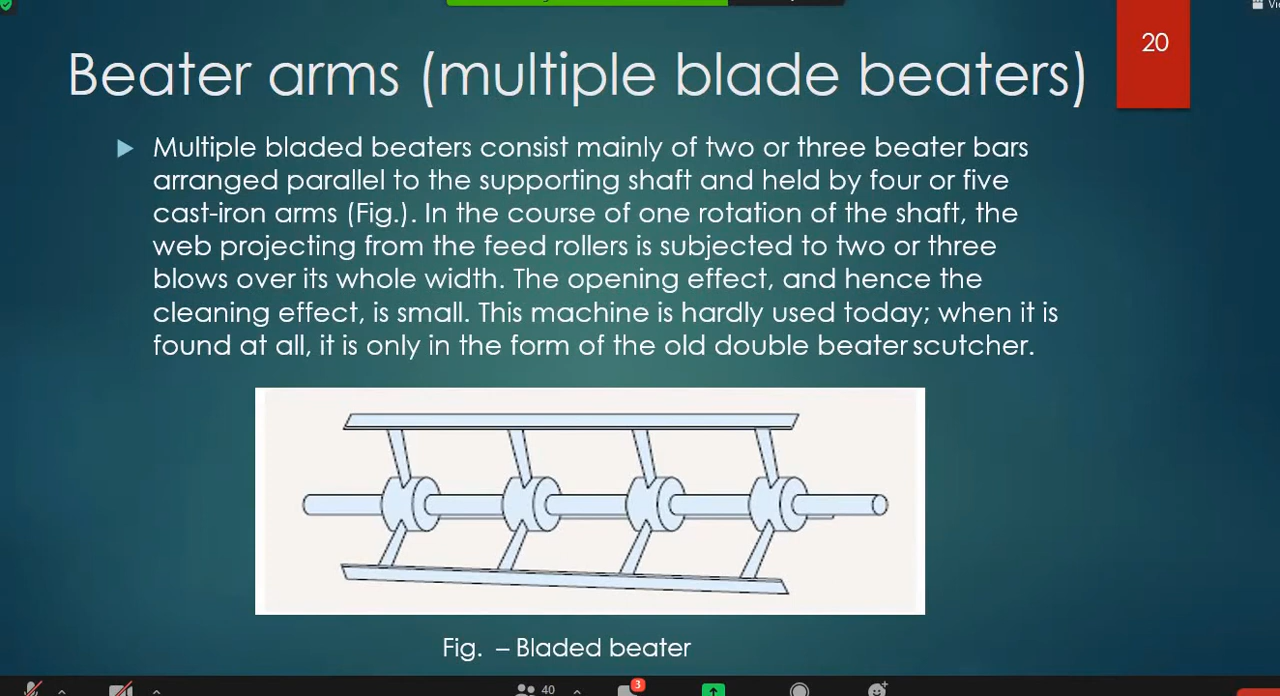 20
Beater arms (multiple blade beaters)
Multiple bladed beaters consist mainly of two or three beater bars
arranged parallel to the supporting shaft and held by four or five
cast-iron arms (Fig.). In the course of one rotation of the shaft, the
web projecting from the feed rollers is subjected to two or three
blows over its whole width. The opening effect, and hence the
cleaning effect, is small. This machine is hardly used today; when it is
found at all, it is only in the form of the old double beater scutcher.
Fig. – Bladed beater
40
3